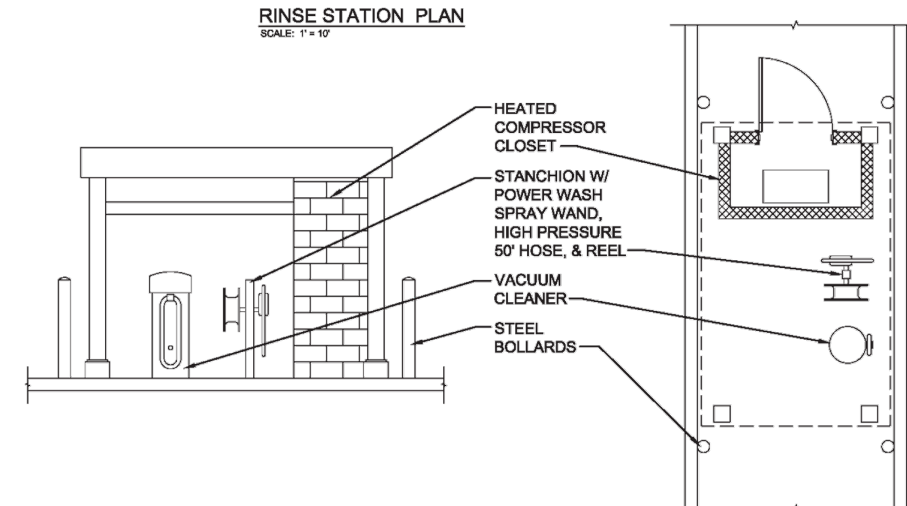 RINSE STATION PLAN
SCALE: 1' = 10'
HEATED
COMPRESSOR
CLOSET
STANCHION W/
POWER WASH
SPRAY WAND,
HIGH PRESSURE
50' HOSE, & REEL
VACUUM
CLEANER
STEEL
BOLLARDS